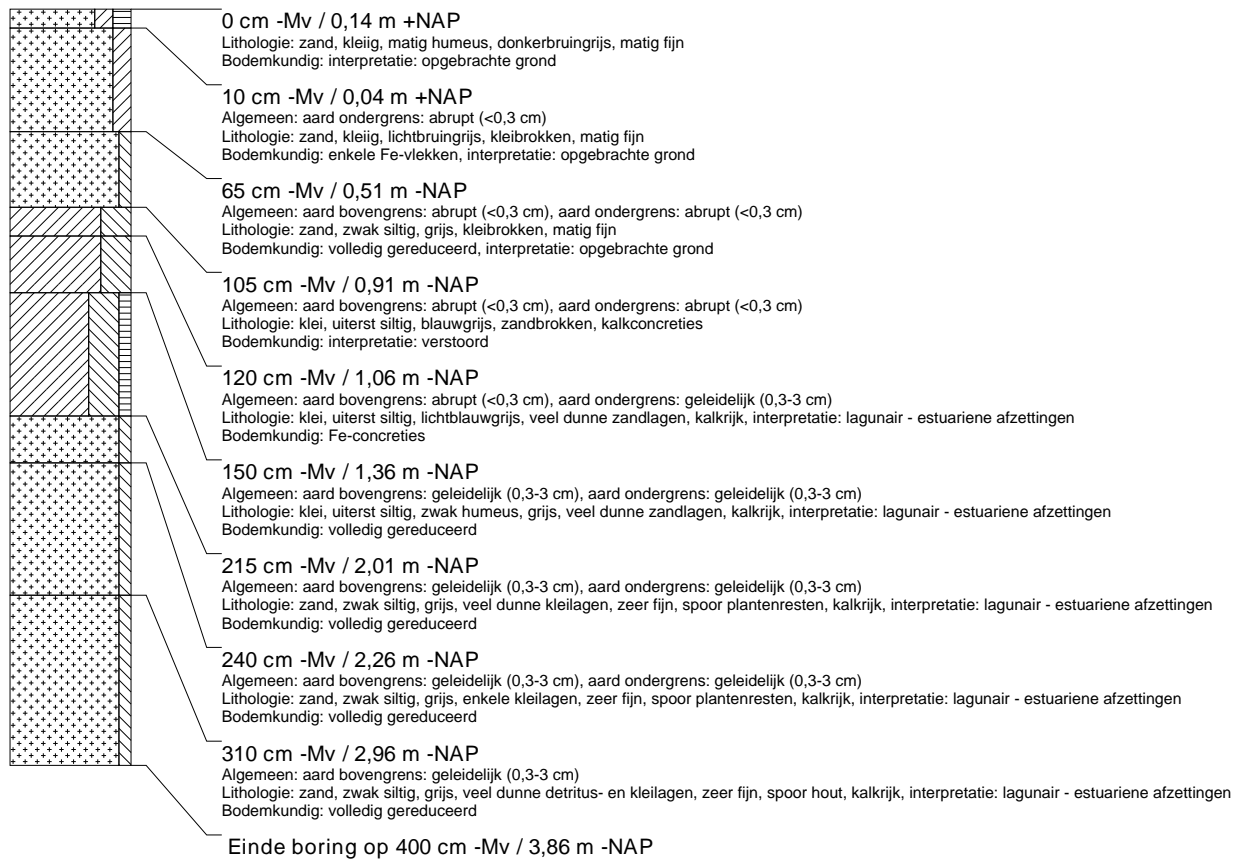 0 cm -Mv / 0,14 m +NAP
Lithologie: zand, kleiig, matig humeus, donkerbruingrijs, matig fijn
Bodemkundig: interpretatie: opgebrachte grond
10 cm -Mv / 0,04 m +NAP
Algemeen: aard ondergrens: abrupt (<0,3 cm)
Lithologie: zand, kleiig, lichtbruingrijs, kleibrokken, matig fijn
Bodemkundig: enkele Fe-vlekken, interpretatie: opgebrachte grond
65 cm -Mv / 0,51 m -NAP
Algemeen: aard bovengrens: abrupt (<0,3 cm), aard ondergrens: abrupt (<0,3 cm)
Lithologie: zand, zwak siltig, grijs, kleibrokken, matig fijn
Bodemkundig: volledig gereduceerd, interpretatie: opgebrachte grond
105 cm -Mv / 0,91 m -NAP
Algemeen: aard bovengrens: abrupt (<0,3 cm), aard ondergrens: abrupt (<0,3 cm)
Lithologie: klei, uiterst siltig, blauwgrijs, zandbrokken, kalkconcreties
Bodemkundig: interpretatie: verstoord
120 cm -Mv / 1,06 m -NAP
Algemeen: aard bovengrens: abrupt (<0,3 cm), aard ondergrens: geleidelijk (0,3-3 cm)
Lithologie: klei, uiterst siltig, lichtblauwgrijs, veel dunne zandlagen, kalkrijk, interpretatie: lagunair - estuariene afzettingen
Bodemkundig: Fe-concreties
150 cm -Mv / 1,36 m -NAP
Algemeen: aard bovengrens: geleidelijk (0,3-3 cm), aard ondergrens: geleidelijk (0,3-3 cm)
Lithologie: klei, uiterst siltig, zwak humeus, grijs, veel dunne zandlagen, kalkrijk, interpretatie: lagunair - estuariene afzettingen
Bodemkundig: volledig gereduceerd
215 cm -Mv / 2,01 m -NAP
Algemeen: aard bovengrens: geleidelijk (0,3-3 cm), aard ondergrens: geleidelijk (0,3-3 cm)
Lithologie: zand, zwak siltig, grijs, veel dunne kleilagen, zeer fijn, spoor plantenresten, kalkrijk, interpretatie: lagunair - estuariene afzettingen
Bodemkundig: volledig gereduceerd
240 cm -Mv / 2,26 m -NAP
Algemeen: aard bovengrens: geleidelijk (0,3-3 cm), aard ondergrens: geleidelijk (0,3-3 cm)
Lithologie: zand, zwak siltig, grijs, enkele kleilagen, zeer fijn, spoor plantenresten, kalkrijk, interpretatie: lagunair - estuariene afzettingen
Bodemkundig: volledig gereduceerd
310 cm -Mv / 2,96 m -NAP
Algemeen: aard bovengrens: geleidelijk (0,3-3 cm)
Lithologie: zand, zwak siltig, grijs, veel dunne detritus- en kleilagen, zeer fijn, spoor hout, kalkrijk, interpretatie: lagunair - estuariene afzettingen
Bodemkundig: volledig gereduceerd
Einde boring op 400 cm -Mv / 3,86 m -NAP